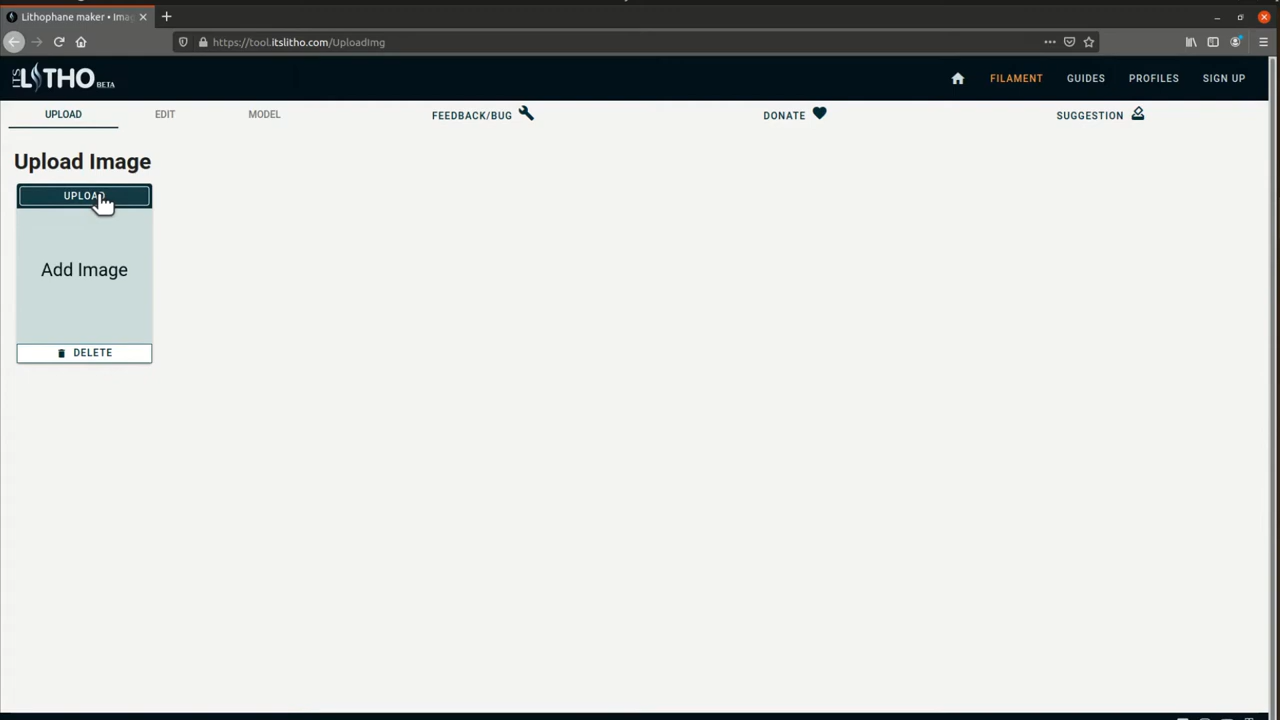 Lithophane maker • Imag
https://tool.itslitho.com/UploadImg
ITS LITHO BETA
FILAMENT
GUIDES
PROFILES
SIGN UP
UPLOAD
EDIT
MODEL
FEEDBACK/BUG
DONATE
SUGGESTION
Upload Image
UPLOAD
Add Image
DELETE